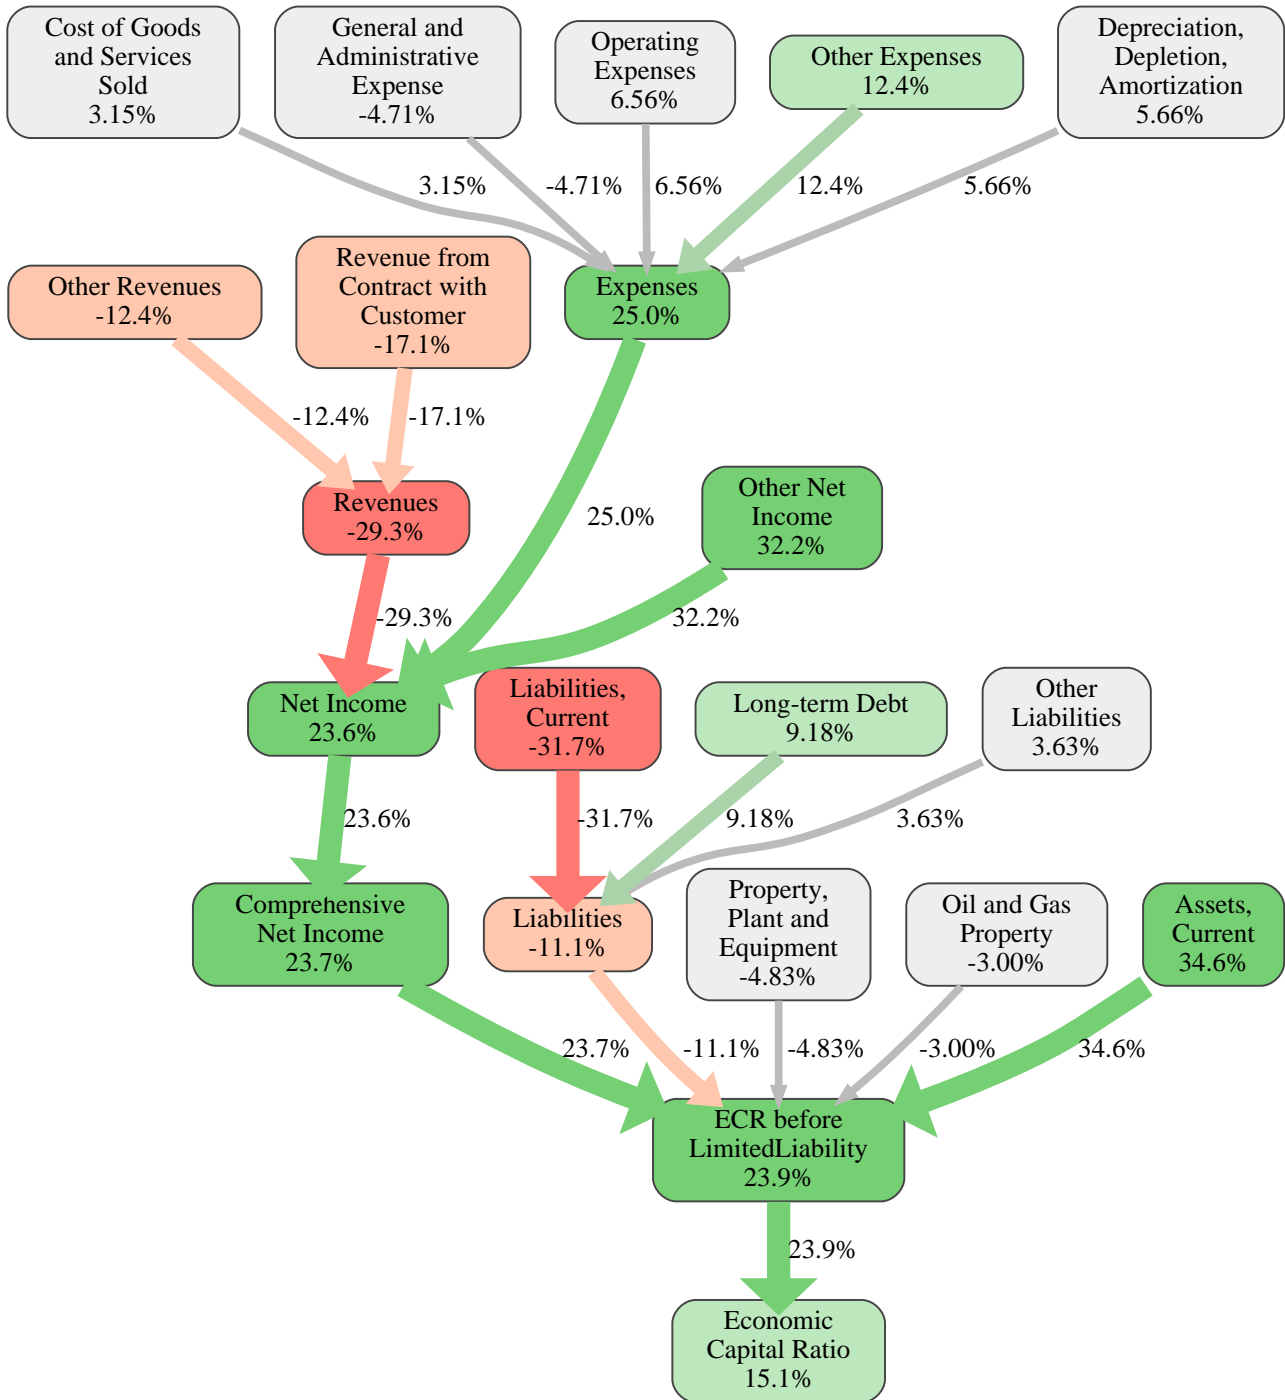 Cost of Goods
and Services
Sold
3.15%
General and
Administrative
Expense
-4.71%
Operating
Expenses
6.56%
Other Expenses
12.4%
Depreciation,
Depletion,
Amortization
5.66%
3.15%
-4.71%
6.56%
12.4%
5.66%
Other Revenues
-12.4%
Revenue from
Contract with
Customer
-17.1%
Expenses
25.0%
-12.4%
-17.1%
Revenues
-29.3%
25.0%
Other Net
Income
32.2%
-29.3%
32.2%
Net Income
23.6%
Liabilities,
Current
-31.7%
Long-term Debt
9.18%
Other
Liabilities
3.63%
23.6%
-31.7%
9.18%
3.63%
Comprehensive
Net Income
23.7%
Liabilities
-11.1%
Property,
Plant and
Equipment
-4.83%
Oil and Gas
Property
-3.00%
Assets,
Current
34.6%
23.7%
-11.1%
-4.83%
-3.00%
34.6%
ECR before
LimitedLiability
23.9%
23.9%
Economic
Capital Ratio
15.1%